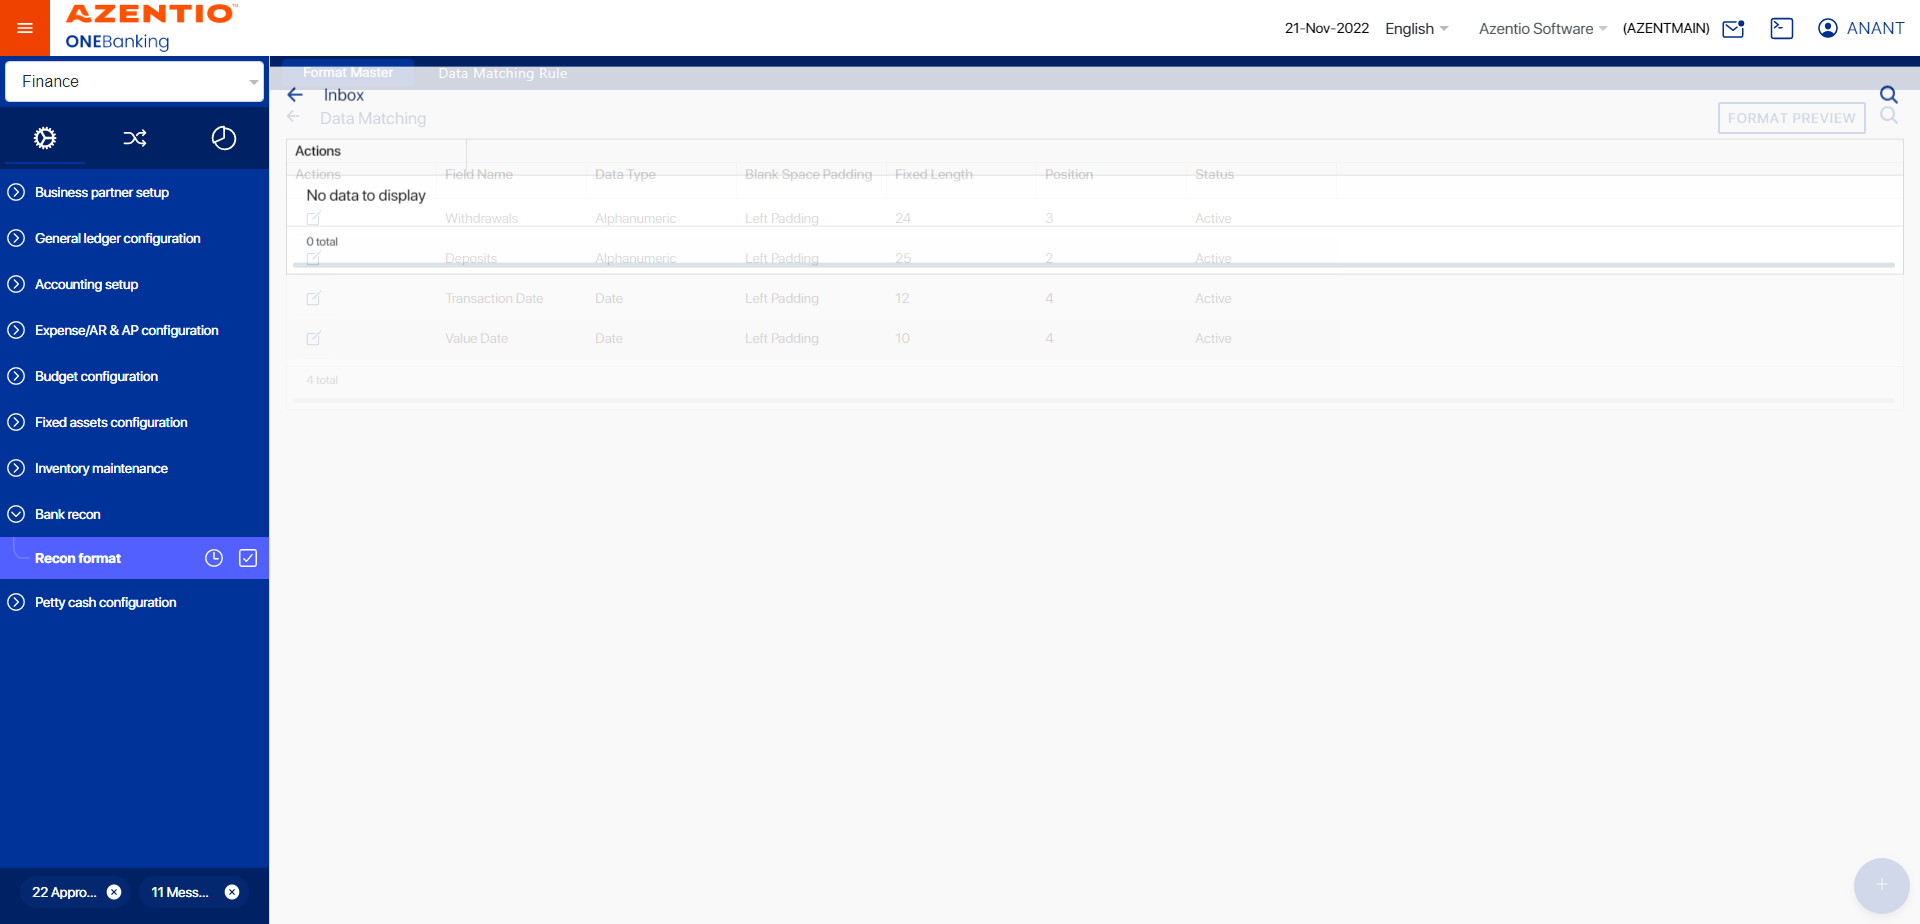 AZENTIO™
ONEBanking
21-Nov-2022 English Azentio Software (AZENTMAIN) ANANT
Finance
Business partner setup
General ledger configuration
Accounting setup
Expense/AR & AP configuration
Budget configuration
Fixed assets configuration
Inventory maintenance
Bank recon
Recon format
Petty cash configuration
22 Appro... 11 Mess...
Format Master Data Matching Rule
Inbox
Data Matching FORMAT PREVIEW
Actions
Actions Field Name Data Type Blank Space Padding Fixed Length Position Status
No data to display
Withdrawals Alphanumeric Left Padding 24 3 Active
0 total
Deposits Alphanumeric Left Padding 25 2 Active
Transaction Date Date Left Padding 12 4 Active
Value Date Date Left Padding 10 4 Active
4 total